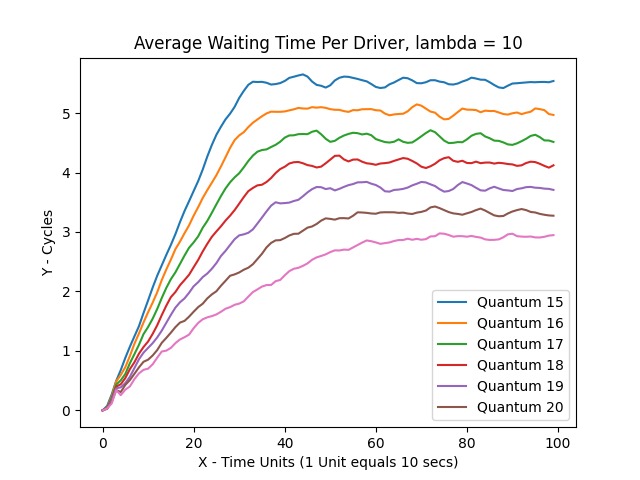 Average Waiting Time Per Driver, lambda = 10
Y - Cycles
5
4
3
2
1
0
Quantum 15
Quantum 16
Quantum 17
Quantum 18
Quantum 19
Quantum 20
0 20 40 60 80 100
X - Time Units (1 Unit equals 10 secs)